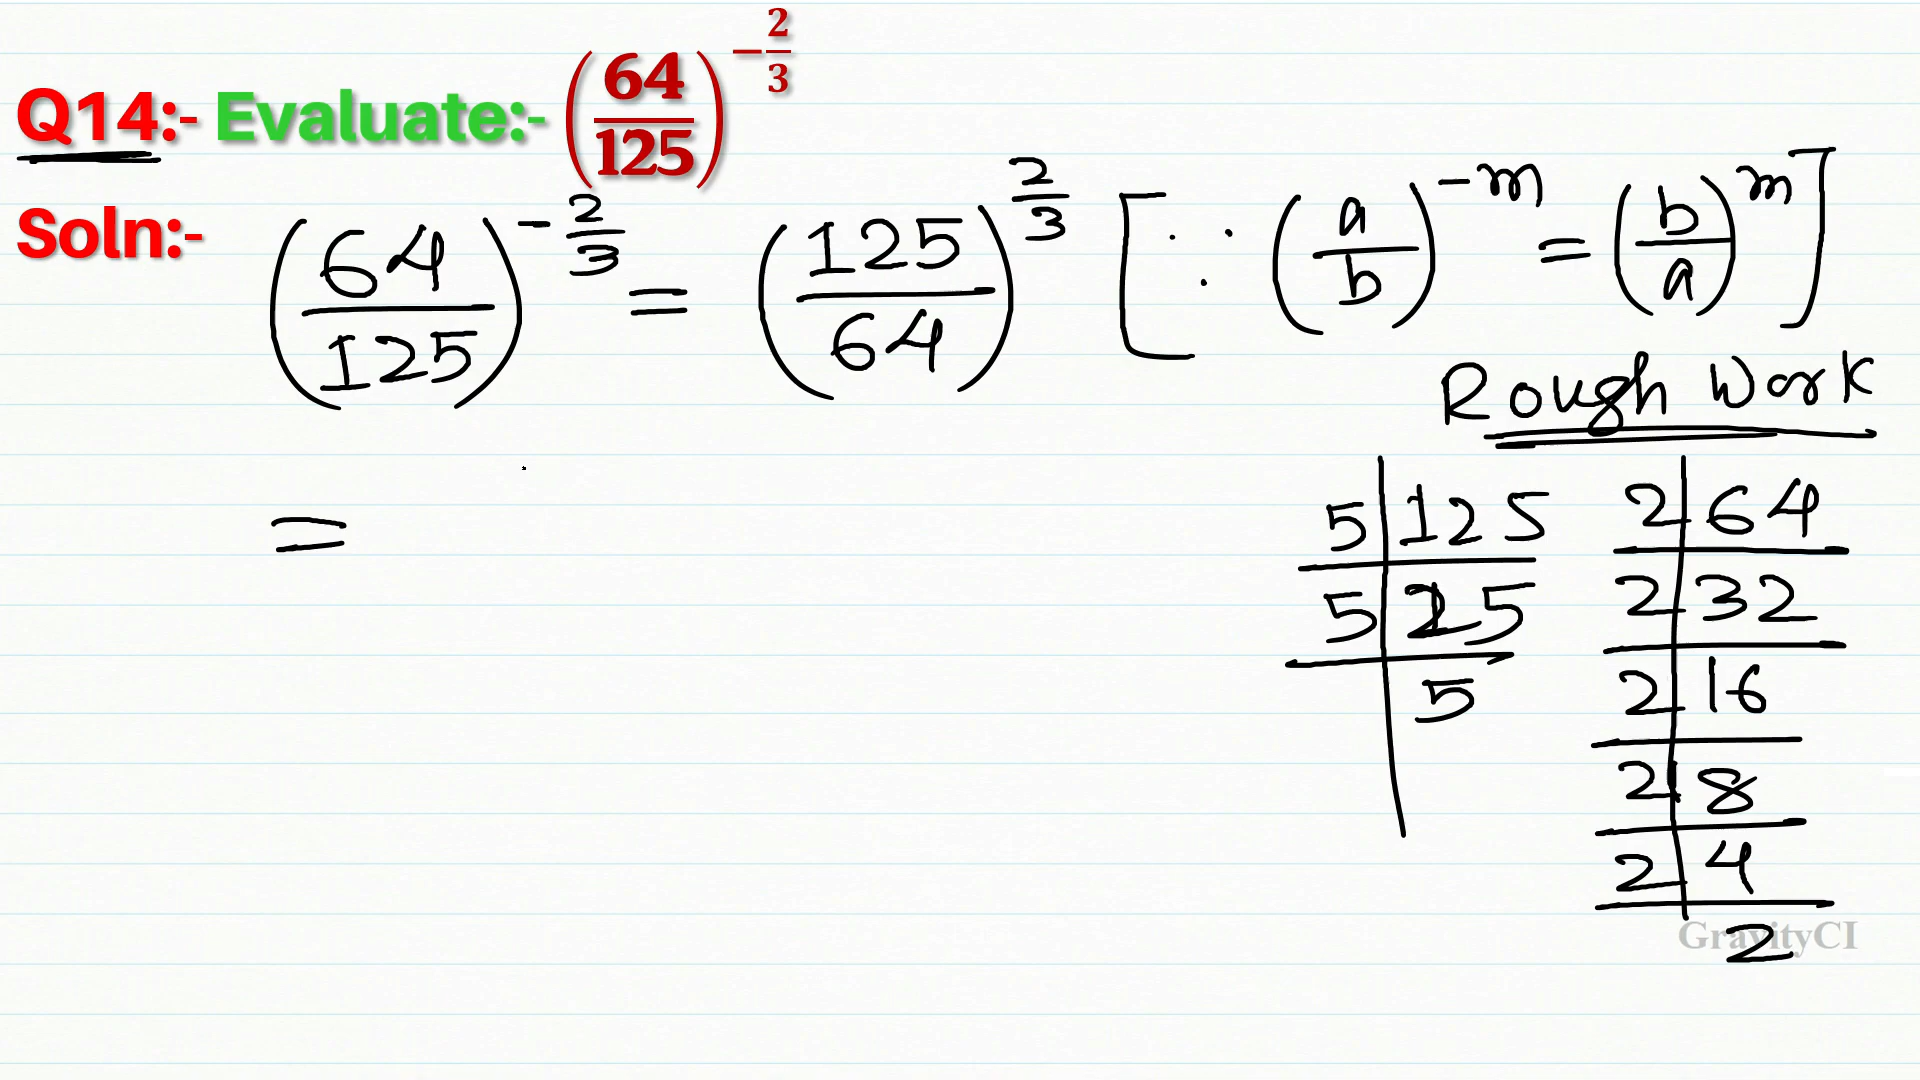 Q14:- Evaluate:- (64/125)^(-2/3)
Soln:- (64/125)^(-2/3) = (125/64)^(2/3) [∵ (a/b)^(-m) = (b/a)^m]
Rough Work
=
5 | 125
5 | 25
5
2 | 64
2 | 32
2 | 16
2 | 8
2 | 4
2
GravityCI